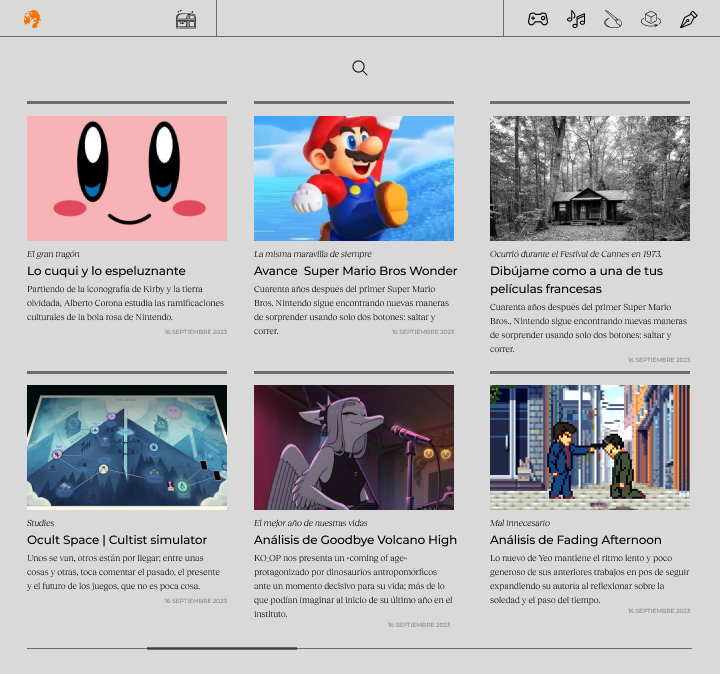 El gran tragón
Lo cuqui y lo espeluznante
Partiendo de la iconografía de Kirby y la tierra
olvidada, Alberto Corona estudia las ramificaciones
culturales de la bola rosa de Nintendo.
16 SEPTIEMBRE 2023
La misma maravilla de siempre
Avance Super Mario Bros Wonder
Cuarenta años después del primer Super Mario
Bros. Nintendo sigue encontrando nuevas maneras
de sorprender usando solo dos botones: saltar y
correr.
16 SEPTIEMBRE 2023
Ocurrió durante el Festival de Cannes en 1973.
Dibújame como a una de tus
películas francesas
Cuarenta años después del primer Super Mario
Bros., Nintendo sigue encontrando nuevas maneras
de sorprender usando solo dos botones: saltar y
correr.
16 SEPTIEMBRE 2023
Studies
Ocult Space | Cultist simulator
Unos se van, otros están por llegar; entre unas
cosas y otras, toca comentar el pasado, el presente
y el futuro de los juegos, que no es poca cosa.
16 SEPTIEMBRE 2023
El mejor año de nuestras vidas
Análisis de Goodbye Volcano High
KO_OP nos presenta un «coming of age»
protagonizado por dinosaurios antropomórficos
ante un momento decisivo para su vida; más de lo
que podían imaginar al inicio de su último año en el
instituto.
16 SEPTIEMBRE 2023
Mal innecesario
Análisis de Fading Afternoon
Lo nuevo de Yeo mantiene el ritmo lento y poco
generoso de sus anteriores trabajos en pos de seguir
expandiendo su autoría al reflexionar sobre la
soledad y el paso del tiempo.
16 SEPTIEMBRE 2023